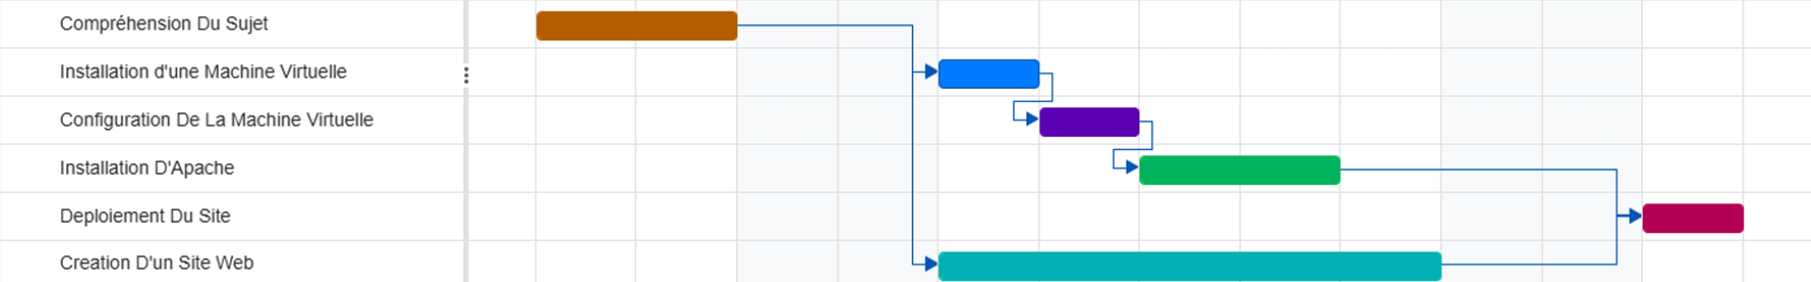 Compréhension Du Sujet
Installation d'une Machine Virtuelle
Configuration De La Machine Virtuelle
Installation D'Apache
Deploiement Du Site
Creation D'un Site Web